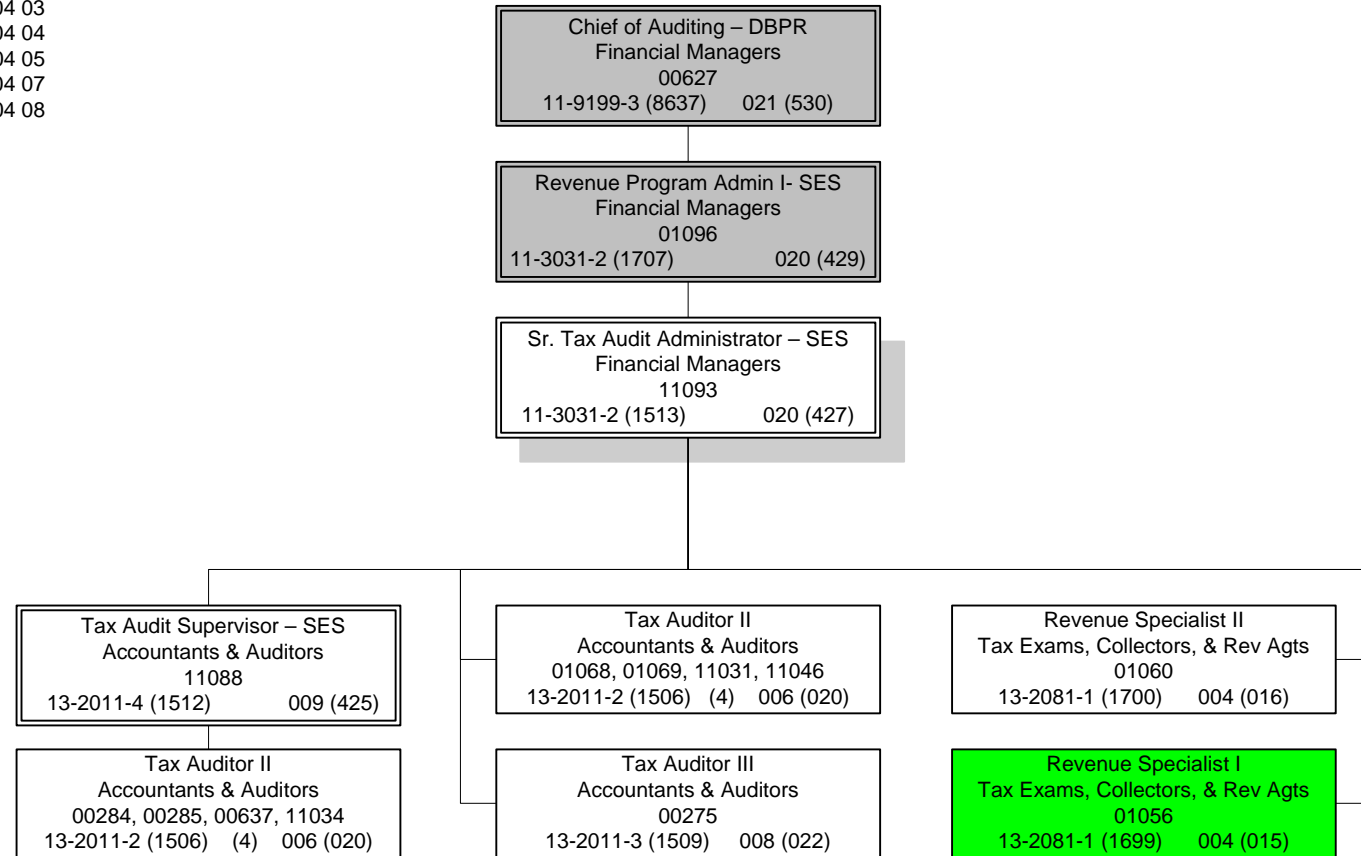 04 03
04 04
04 05
04 07
04 08
Chief of Auditing – DBPR
Financial Managers
00627
11-9199-3 (8637) 021 (530)
Revenue Program Admin I- SES
Financial Managers
01096
11-3031-2 (1707) 020 (429)
Sr. Tax Audit Administrator – SES
Financial Managers
11093
11-3031-2 (1513) 020 (427)
Tax Audit Supervisor – SES
Accountants & Auditors
11088
13-2011-4 (1512) 009 (425)
Tax Auditor II
Accountants & Auditors
00284, 00285, 00637, 11034
13-2011-2 (1506) (4) 006 (020)
Tax Auditor II
Accountants & Auditors
01068, 01069, 11031, 11046
13-2011-2 (1506) (4) 006 (020)
Tax Auditor III
Accountants & Auditors
00275
13-2011-3 (1509) 008 (022)
Revenue Specialist II
Tax Exams, Collectors, & Rev Agts
01060
13-2081-1 (1700) 004 (016)
Revenue Specialist I
Tax Exams, Collectors, & Rev Agts
01056
13-2081-1 (1699) 004 (015)